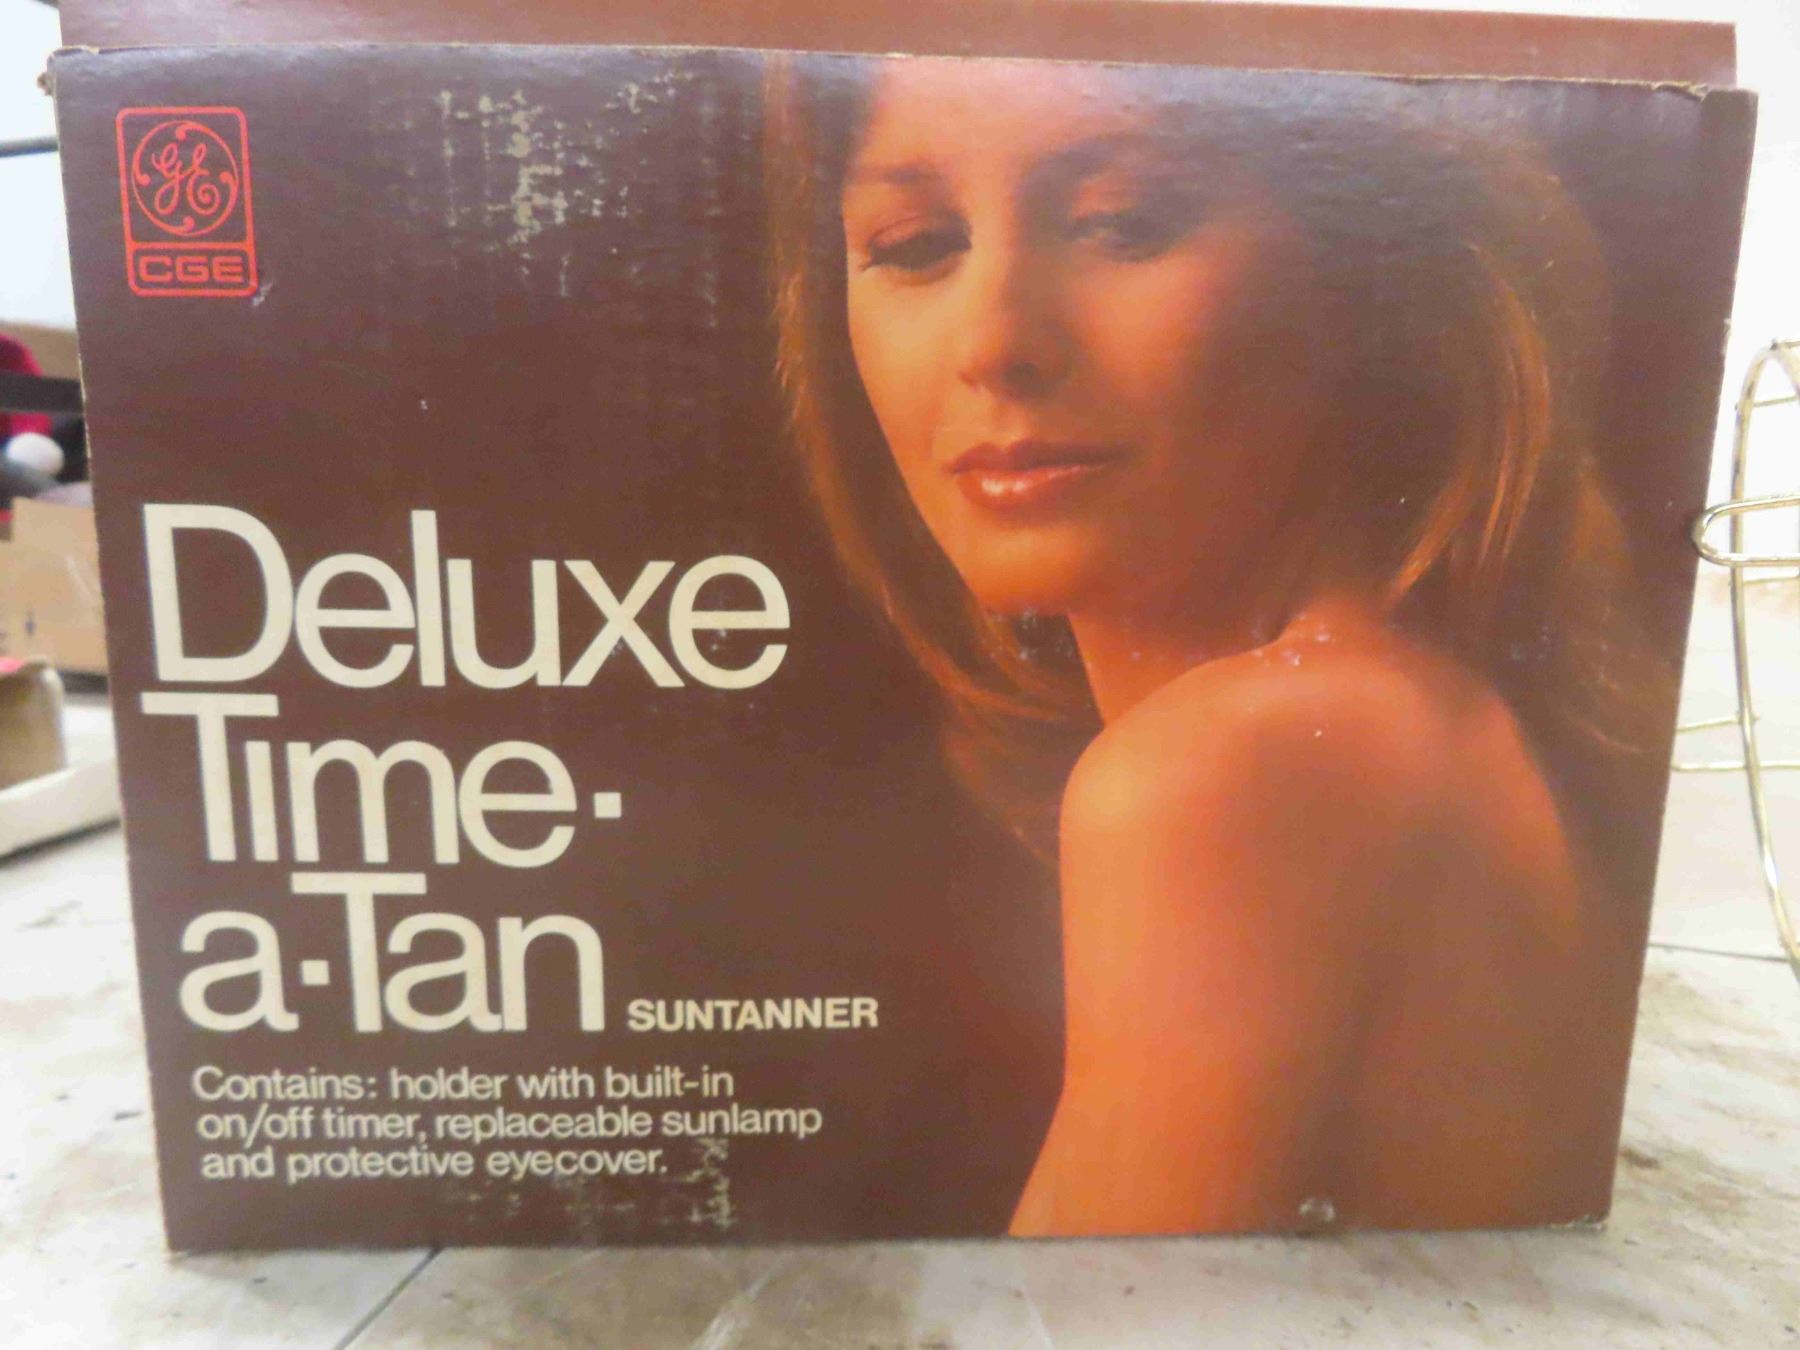 GE
CGE
Deluxe
Time·
a·Tan SUNTANNER
Contains: holder with built-in
on/off timer, replaceable sunlamp
and protective eyecover.